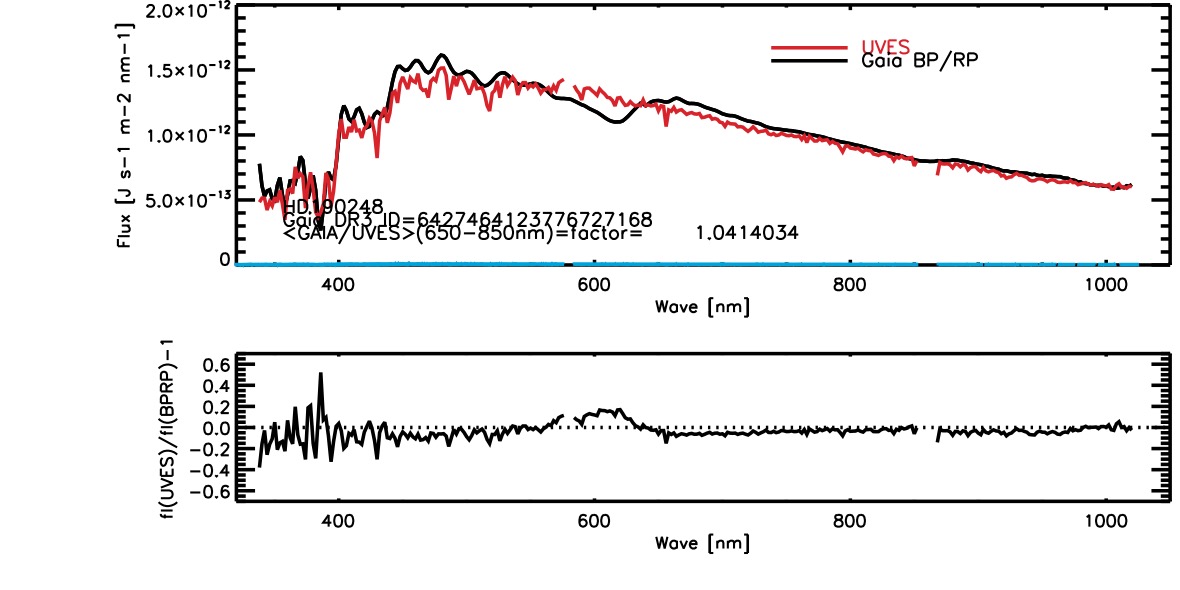 2.0×10⁻¹²
1.5×10⁻¹²
1.0×10⁻¹²
5.0×10⁻¹³
0
Flux [J s−1 m−2 nm−1]
UVES
Gaia BP/RP
HD190248
Gaia DR3 ID=6427464123776727168
<GAIA/UVES>(650−850nm)=factor= 1.0414034
400 600 800 1000
Wave [nm]
0.6
0.4
0.2
0.0
−0.2
−0.4
−0.6
fl(UVES)/fl(BPRP)−1
400 600 800 1000
Wave [nm]